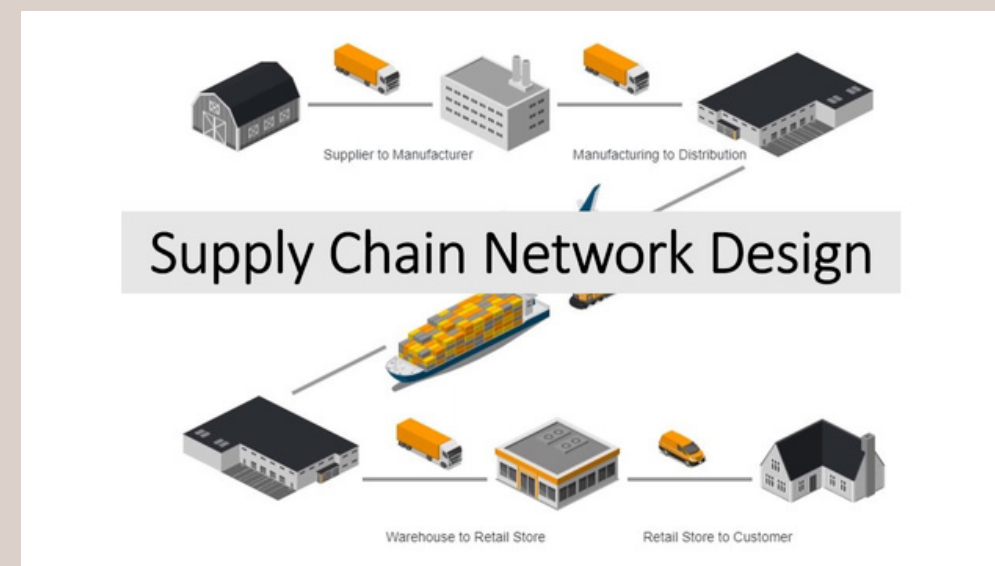 Supplier to Manufacturer
Manufacturing to Distribution
Supply Chain Network Design
Warehouse to Retail Store
Retail Store to Customer